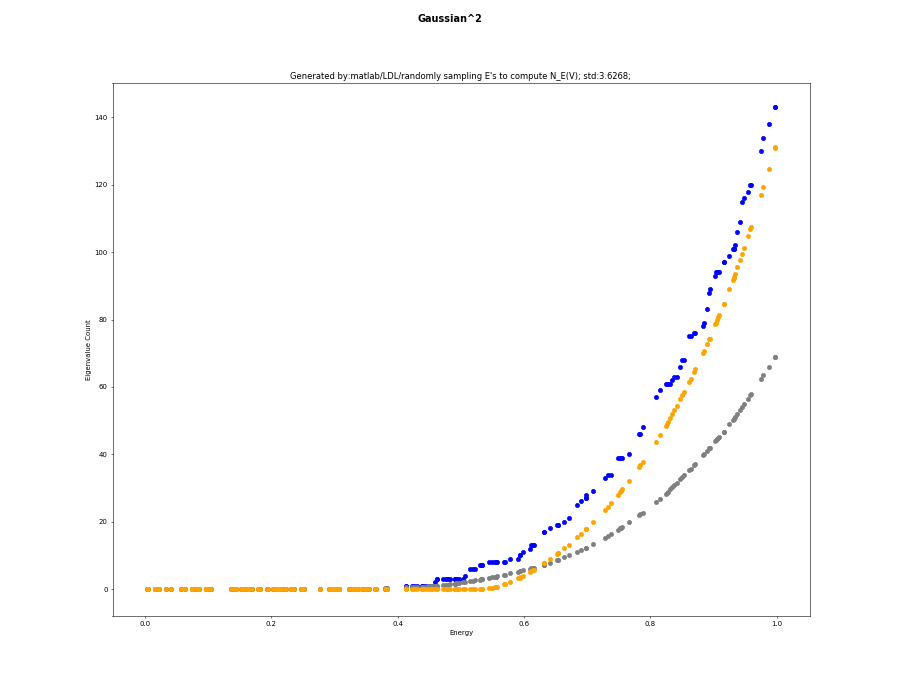 Gaussian^2
Generated by:matlab/LDL/randomly sampling E's to compute N_E(V); std:3.6268;
140
120
100
80
60
40
20
0
Eigenvalue Count
0.0 0.2 0.4 0.6 0.8 1.0
Energy